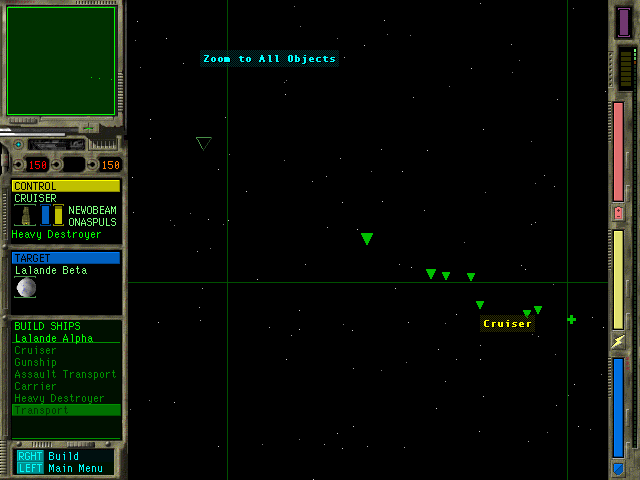 Zoom to All Objects
150 150
CONTROL
CRUISER
NEWOBEAM
ONASPULS
Heavy Destroyer
TARGET
Lalande Beta
BUILD SHIPS
Lalande Alpha
Cruiser
Gunship
Assault Transport
Carrier
Heavy Destroyer
Transport
RGHT Build
LEFT Main Menu
Cruiser